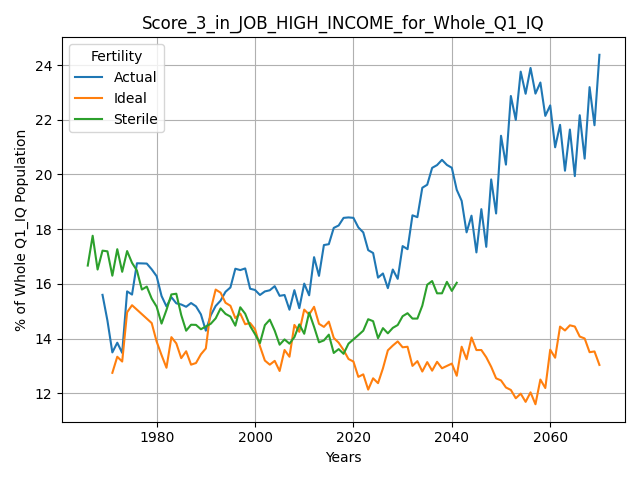 Score_3_in_JOB_HIGH_INCOME_for_Whole_Q1_IQ
Fertility
Actual
Ideal
Sterile
% of Whole Q1_IQ Population
24
22
20
18
16
14
12
1980
2000
2020
2040
2060
Years